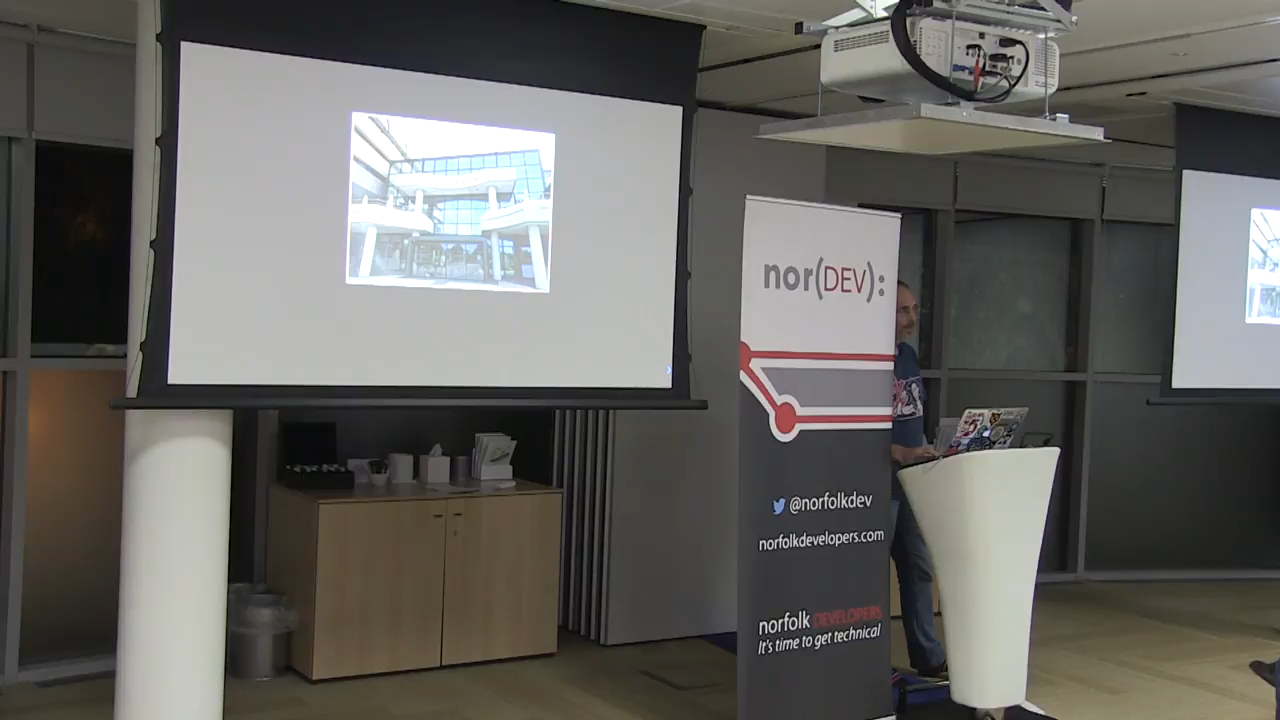 nor(DEV):
@norfolkdev
norfolkdevelopers.com
norfolk DEVELOPERS
It's time to get technical